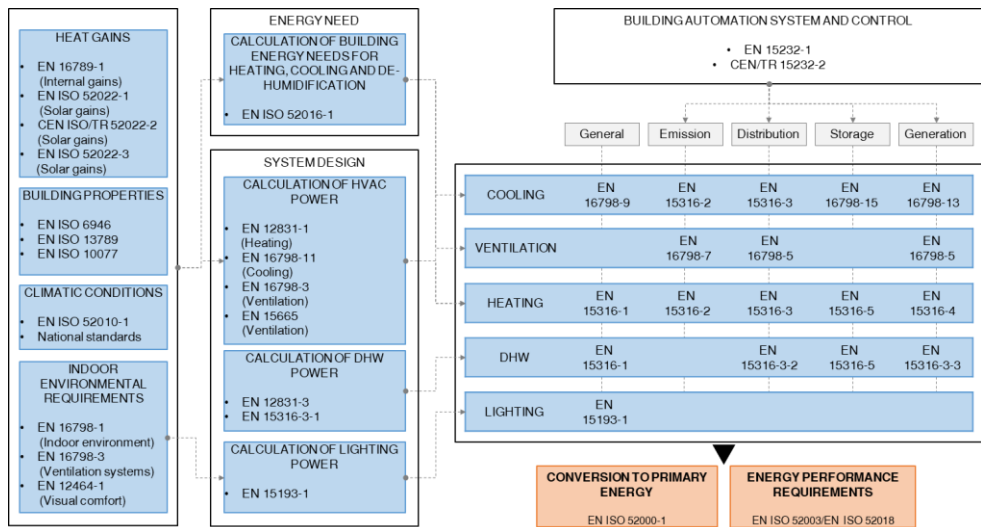 HEAT GAINS
• EN 16789-1
(Internal gains)
• EN ISO 52022-1
(Solar gains)
• CEN ISO/TR 52022-2
(Solar gains)
• EN ISO 52022-3
(Solar gains)
BUILDING PROPERTIES
• EN ISO 6946
• EN ISO 13789
• EN ISO 10077
CLIMATIC CONDITIONS
• EN ISO 52010-1
• National standards
INDOOR
ENVIRONMENTAL
REQUIREMENTS
• EN 16798-1
(Indoor environment)
• EN 16798-3
(Ventilation systems)
• EN 12464-1
(Visual comfort)
ENERGY NEED
CALCULATION OF BUILDING
ENERGY NEEDS FOR
HEATING, COOLING AND DE-
HUMIDIFICATION
• EN ISO 52016-1
SYSTEM DESIGN
CALCULATION OF HVAC
POWER
• EN 12831-1
(Heating)
• EN 16798-11
(Cooling)
• EN 16798-3
(Ventilation)
• EN 15665
(Ventilation)
CALCULATION OF DHW
POWER
• EN 12831-3
• EN 15316-3-1
CALCULATION OF LIGHTING
POWER
• EN 15193-1
BUILDING AUTOMATION SYSTEM AND CONTROL
• EN 15232-1
• CEN/TR 15232-2
General Emission Distribution Storage Generation
COOLING EN EN EN EN EN
16798-9 15316-2 15316-3 16798-15 16798-13
VENTILATION EN EN EN
16798-7 16798-5 16798-5
HEATING EN EN EN EN EN
15316-1 15316-2 15316-3 15316-5 15316-4
DHW EN EN EN EN
15316-1 15316-3-2 15316-5 15316-3-3
LIGHTING EN
15193-1
CONVERSION TO PRIMARY
ENERGY
EN ISO 52000-1
ENERGY PERFORMANCE
REQUIREMENTS
EN ISO 52003/EN ISO 52018